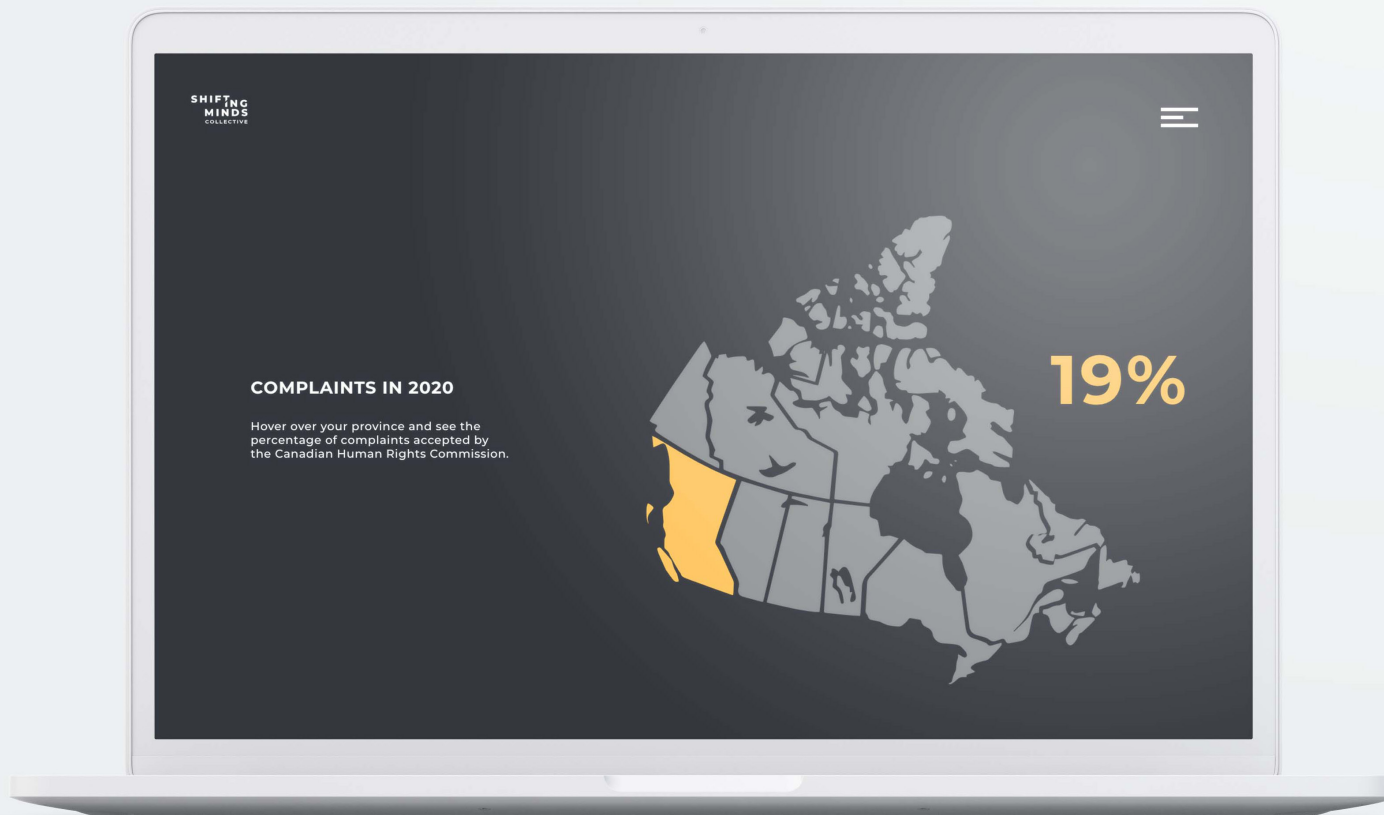 SHIFTING
MINDS
COLLECTIVE
COMPLAINTS IN 2020
Hover over your province and see the
percentage of complaints accepted by
the Canadian Human Rights Commission.
19%